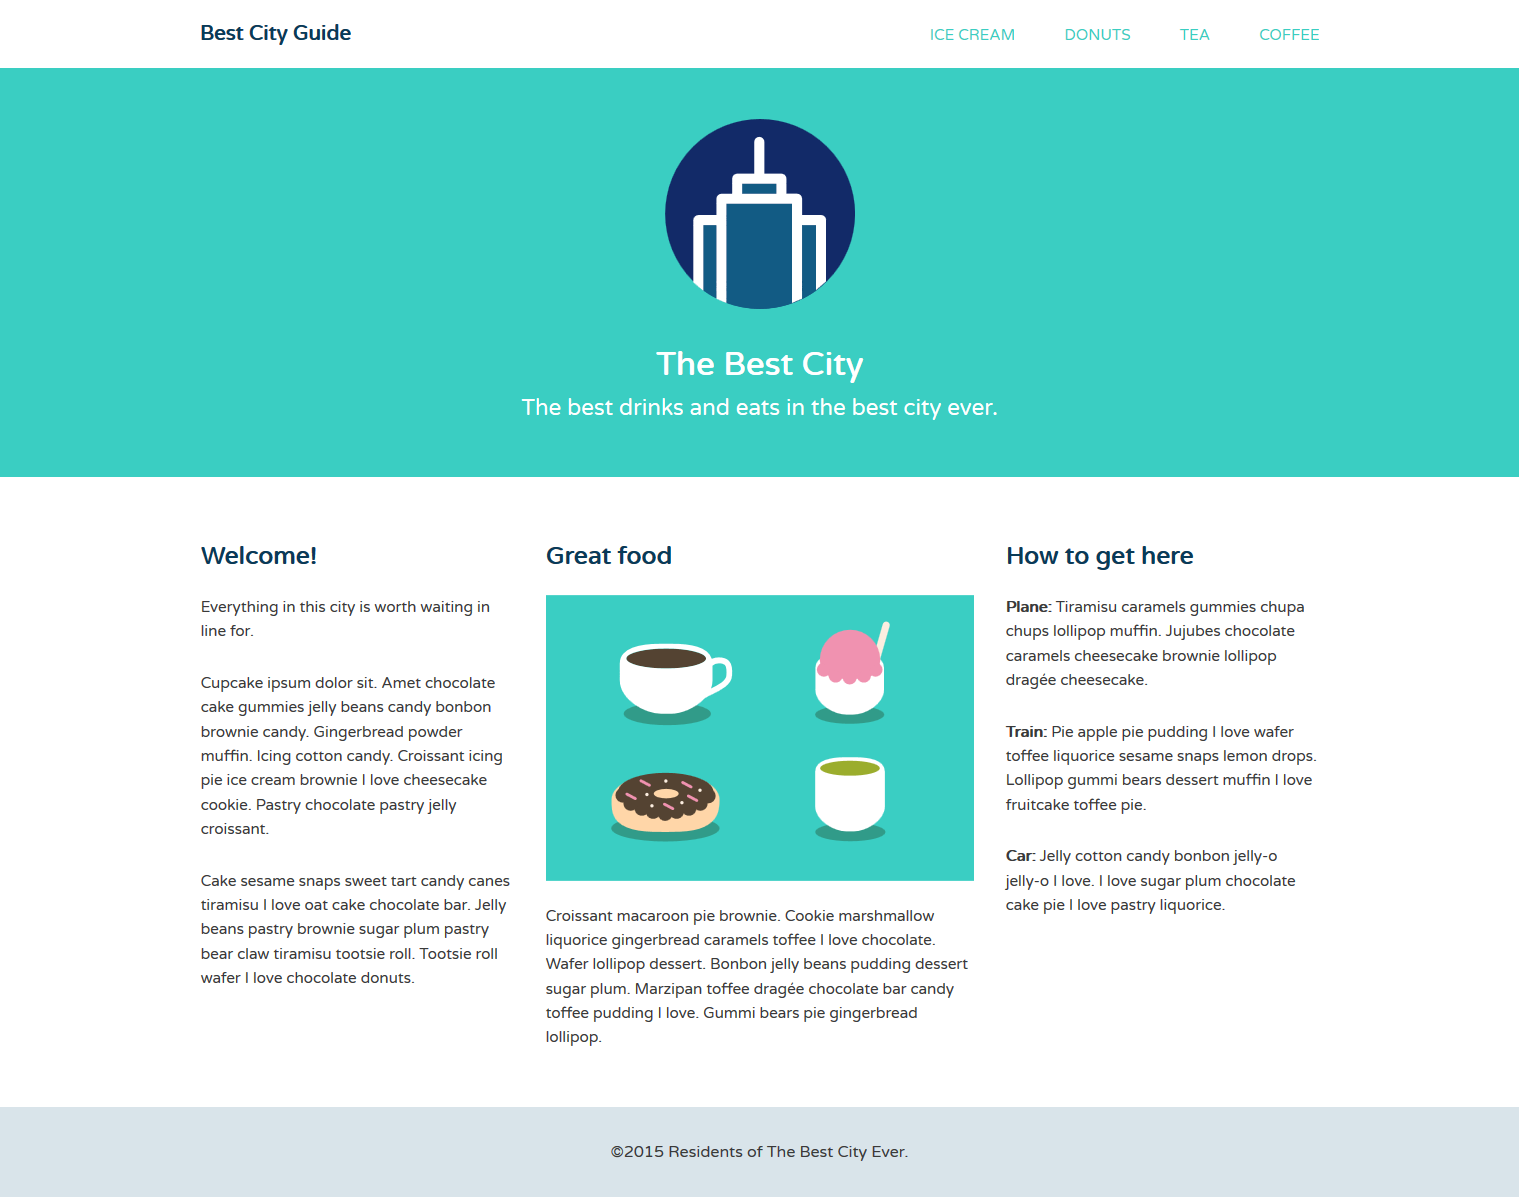 Best City Guide
ICE CREAM DONUTS TEA COFFEE
The Best City
The best drinks and eats in the best city ever.
Welcome!
Everything in this city is worth waiting in
line for.
Cupcake ipsum dolor sit. Amet chocolate
cake gummies jelly beans candy bonbon
brownie candy. Gingerbread powder
muffin. Icing cotton candy. Croissant icing
pie ice cream brownie I love cheesecake
cookie. Pastry chocolate pastry jelly
croissant.
Cake sesame snaps sweet tart candy canes
tiramisu I love oat cake chocolate bar. Jelly
beans pastry brownie sugar plum pastry
bear claw tiramisu tootsie roll. Tootsie roll
wafer I love chocolate donuts.
Great food
Croissant macaroon pie brownie. Cookie marshmallow
liquorice gingerbread caramels toffee I love chocolate.
Wafer lollipop dessert. Bonbon jelly beans pudding dessert
sugar plum. Marzipan toffee dragée chocolate bar candy
toffee pudding I love. Gummi bears pie gingerbread
lollipop.
How to get here
Plane: Tiramisu caramels gummies chupa
chups lollipop muffin. Jujubes chocolate
caramels cheesecake brownie lollipop
dragée cheesecake.
Train: Pie apple pie pudding I love wafer
toffee liquorice sesame snaps lemon drops.
Lollipop gummi bears dessert muffin I love
fruitcake toffee pie.
Car: Jelly cotton candy bonbon jelly-o
jelly-o I love. I love sugar plum chocolate
cake pie I love pastry liquorice.
©2015 Residents of The Best City Ever.